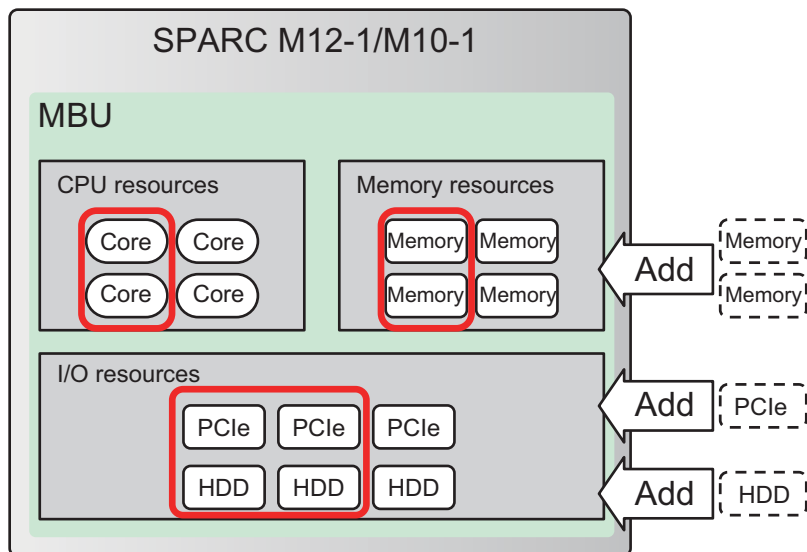 SPARC M12-1/M10-1
MBU
CPU resources
Core Core
Core Core
Memory resources
Memory Memory
Memory Memory
Add
Memory
Memory
I/O resources
PCIe PCIe PCIe
HDD HDD HDD
Add
PCIe
Add
HDD